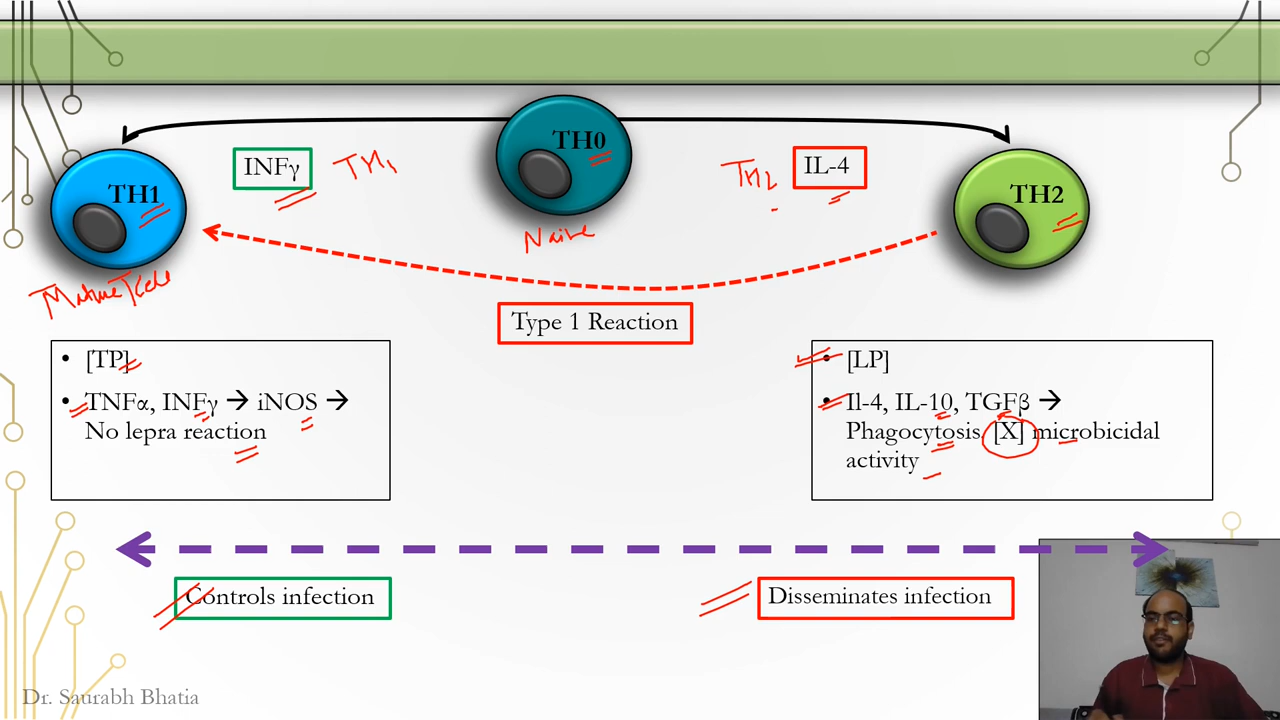 TH0
INFγ TH1
TH2 IL-4
TH1
TH2
Naive
Mature T Cell
Type 1 Reaction
• [TP]
• TNFα, INFγ → iNOS →
No lepra reaction
• [LP]
• Il-4, IL-10, TGFβ →
Phagocytosis, [X] microbicidal
activity
Controls infection
Disseminates infection
Dr. Saurabh Bhatia